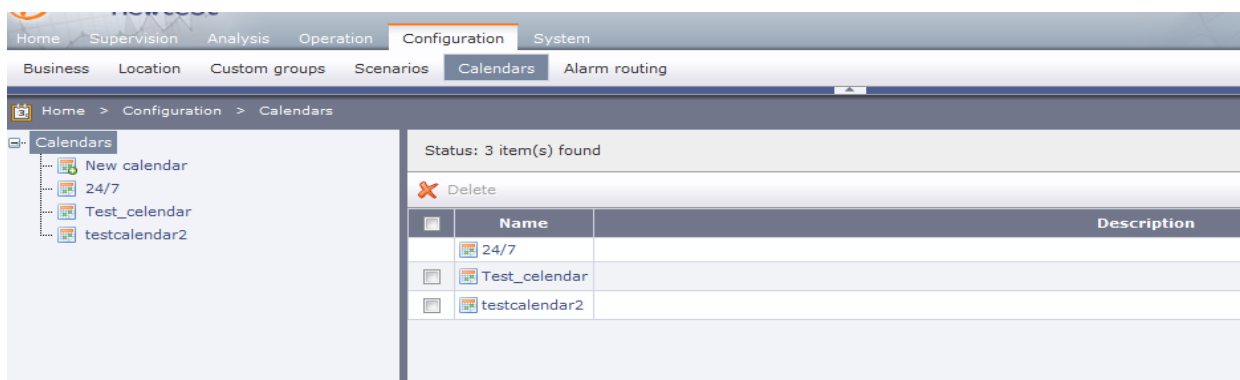 Home Supervision Analysis Operation Configuration System
Business Location Custom groups Scenarios Calendars Alarm routing
Home > Configuration > Calendars
Calendars
New calendar
24/7
Test_celendar
testcalendar2
Status: 3 item(s) found
Delete
Name Description
24/7
Test_celendar
testcalendar2